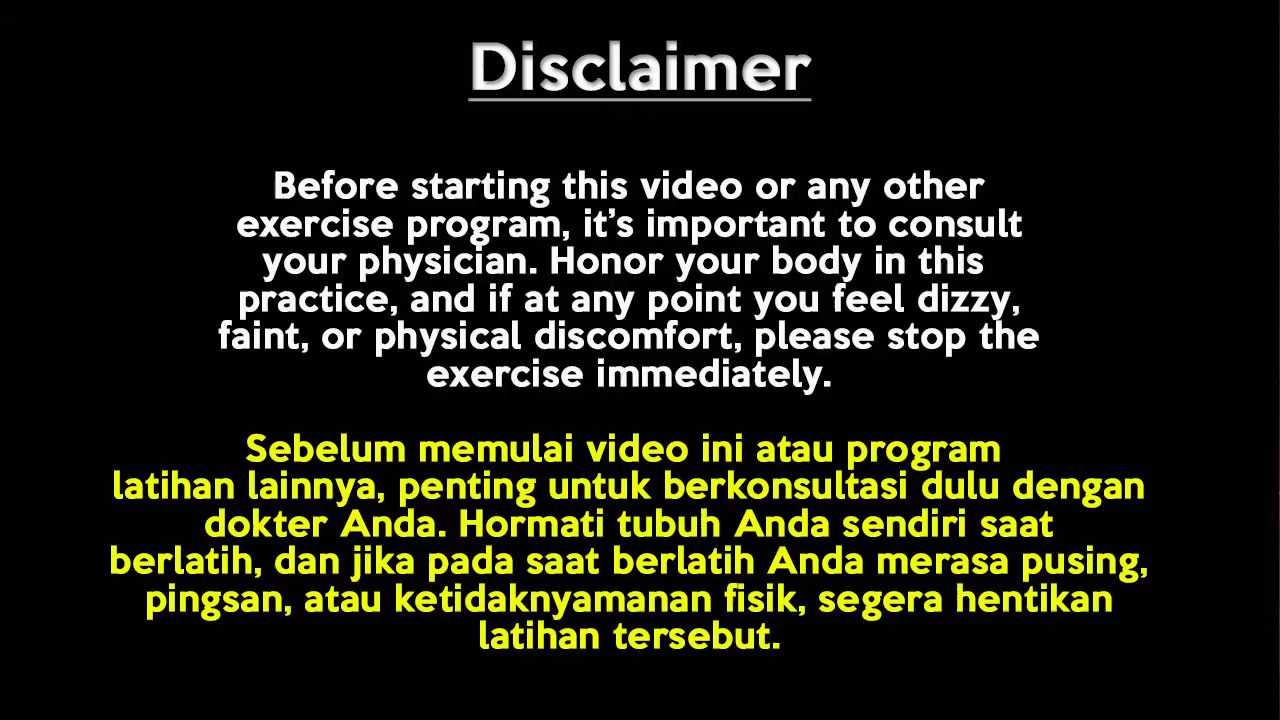 Disclaimer
Before starting this video or any other
exercise program, it's important to consult
your physician. Honor your body in this
practice, and if at any point you feel dizzy,
faint, or physical discomfort, please stop the
exercise immediately.
Sebelum memulai video ini atau program
latihan lainnya, penting untuk berkonsultasi dulu dengan
dokter Anda. Hormati tubuh Anda sendiri saat
berlatih, dan jika pada saat berlatih Anda merasa pusing,
pingsan, atau ketidaknyamanan fisik, segera hentikan
latihan tersebut.